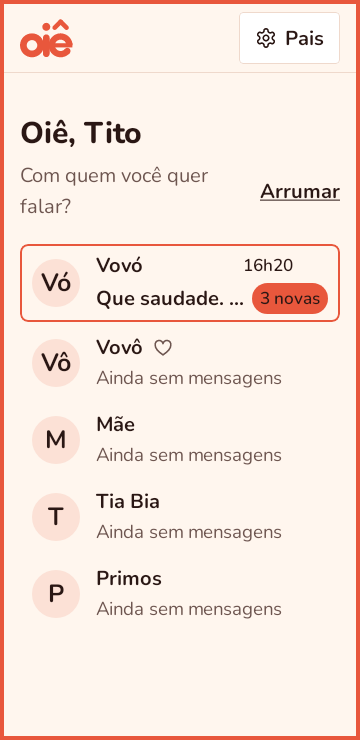 oiê
Pais
Oiê, Tito
Com quem você quer
falar?
Arrumar
Vó
Vovó
16h20
Que saudade. ...
3 novas
Vô
Vovô
Ainda sem mensagens
M
Mãe
Ainda sem mensagens
T
Tia Bia
Ainda sem mensagens
P
Primos
Ainda sem mensagens